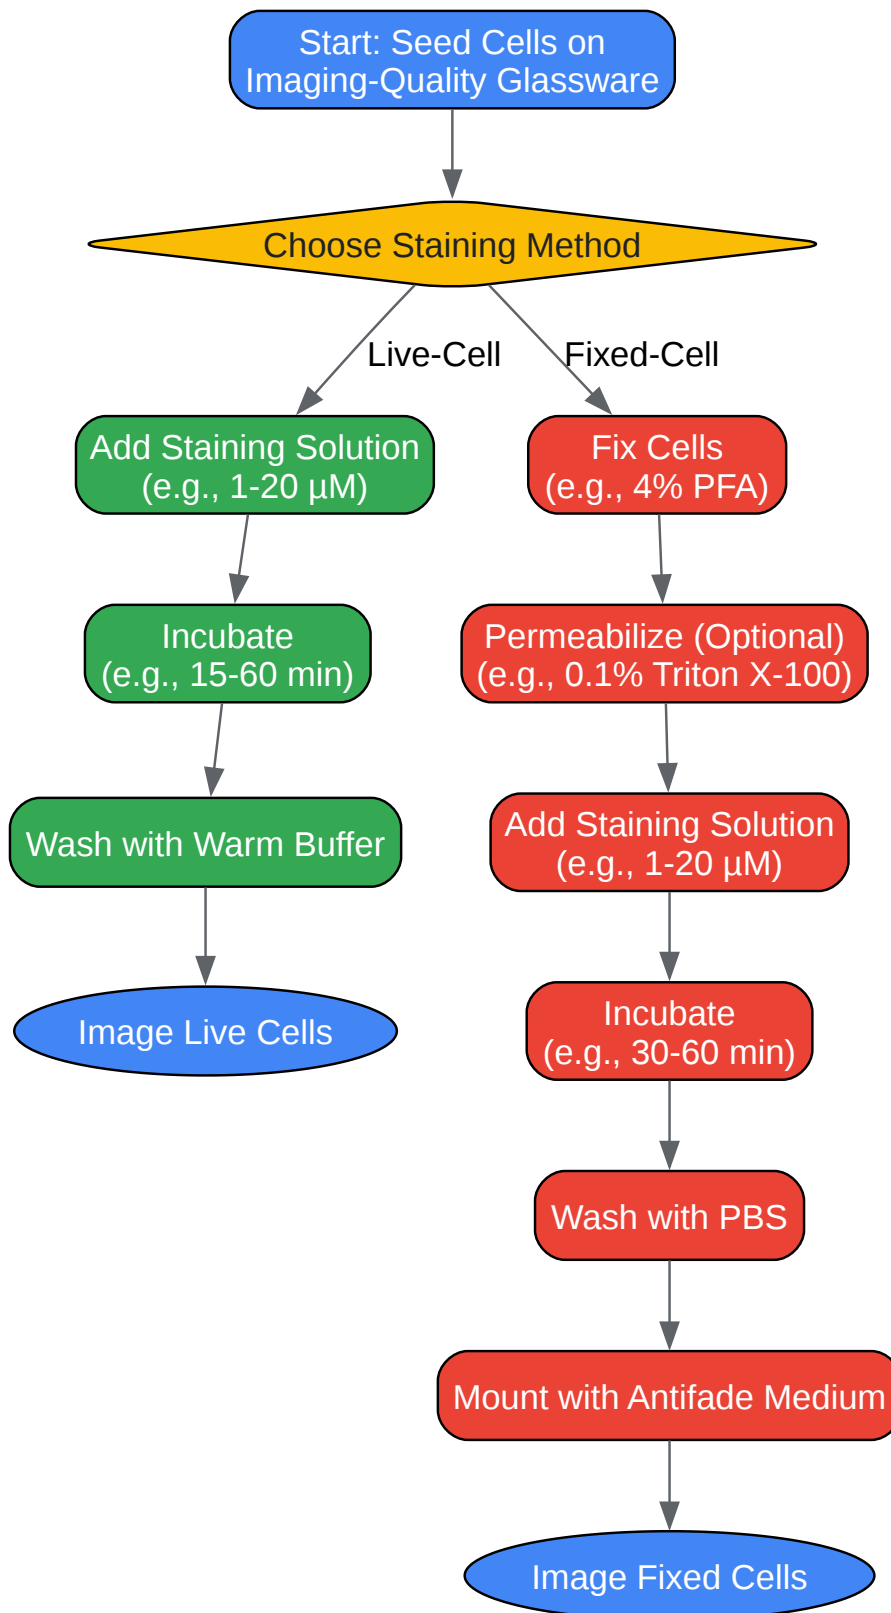 Start: Seed Cells on
Imaging-Quality Glassware
Choose Staining Method
Live-Cell
Fixed-Cell
Add Staining Solution
(e.g., 1-20 µM)
Incubate
(e.g., 15-60 min)
Wash with Warm Buffer
Image Live Cells
Fix Cells
(e.g., 4% PFA)
Permeabilize (Optional)
(e.g., 0.1% Triton X-100)
Add Staining Solution
(e.g., 1-20 µM)
Incubate
(e.g., 30-60 min)
Wash with PBS
Mount with Antifade Medium
Image Fixed Cells